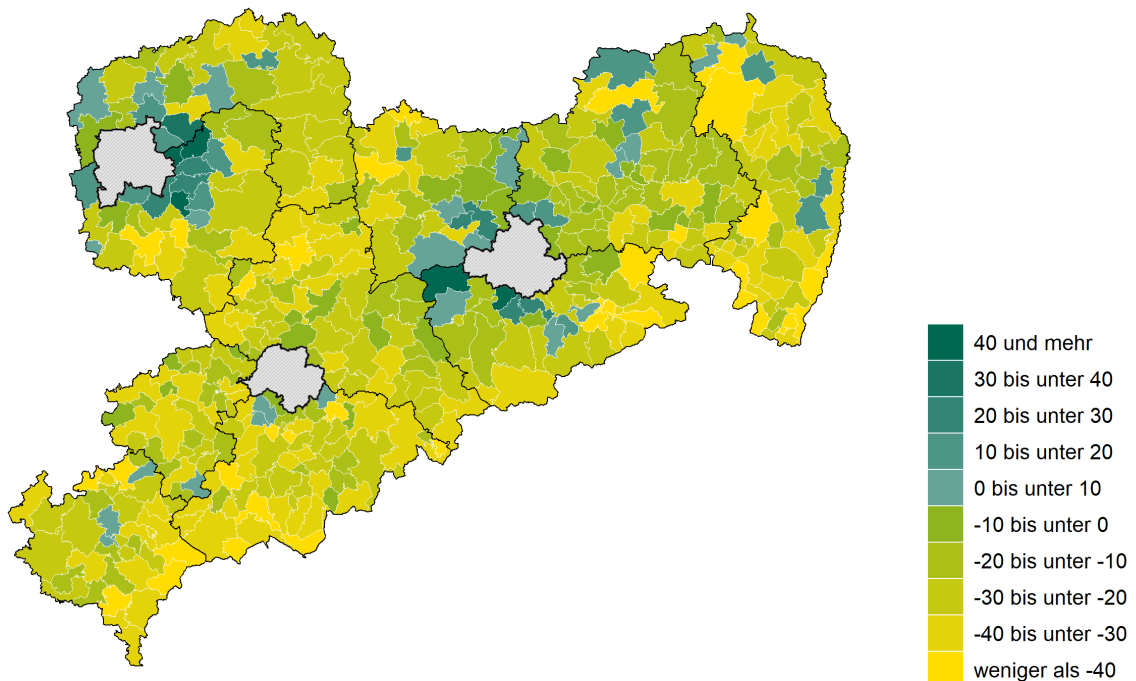 40 und mehr
30 bis unter 40
20 bis unter 30
10 bis unter 20
0 bis unter 10
-10 bis unter 0
-20 bis unter -10
-30 bis unter -20
-40 bis unter -30
weniger als -40